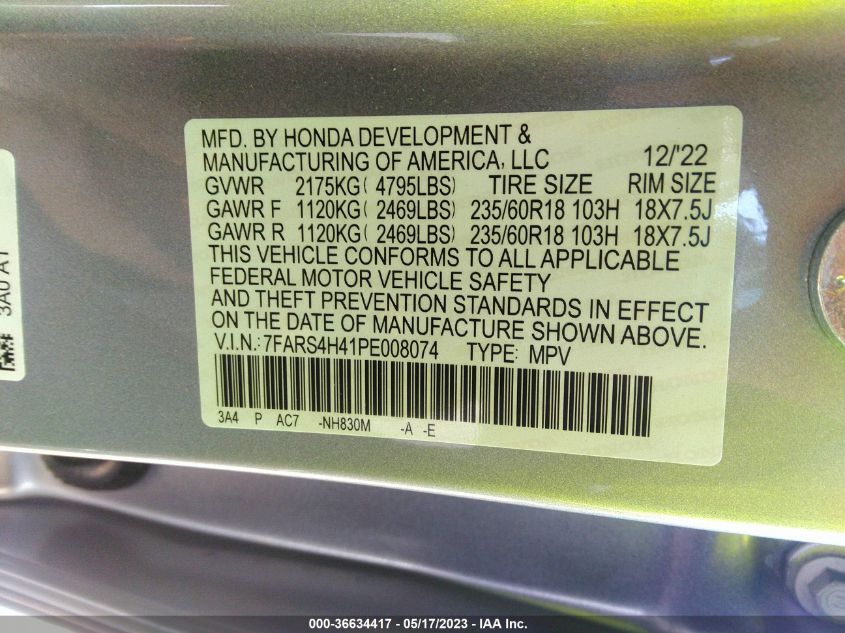 MFD. BY HONDA DEVELOPMENT &
MANUFACTURING OF AMERICA, LLC 12/'22
GVWR 2175KG( 4795LBS) TIRE SIZE RIM SIZE
GAWR F 1120KG( 2469LBS) 235/60R18 103H 18X7.5J
GAWR R 1120KG( 2469LBS) 235/60R18 103H 18X7.5J
THIS VEHICLE CONFORMS TO ALL APPLICABLE
FEDERAL MOTOR VEHICLE SAFETY
AND THEFT PREVENTION STANDARDS IN EFFECT
ON THE DATE OF MANUFACTURE SHOWN ABOVE.
V.I.N.:7FARS4H41PE008074 TYPE: MPV
3A4 P AC7 -NH830M -A -E
3A0 A1
000-36634417 - 05/17/2023 - IAA Inc.